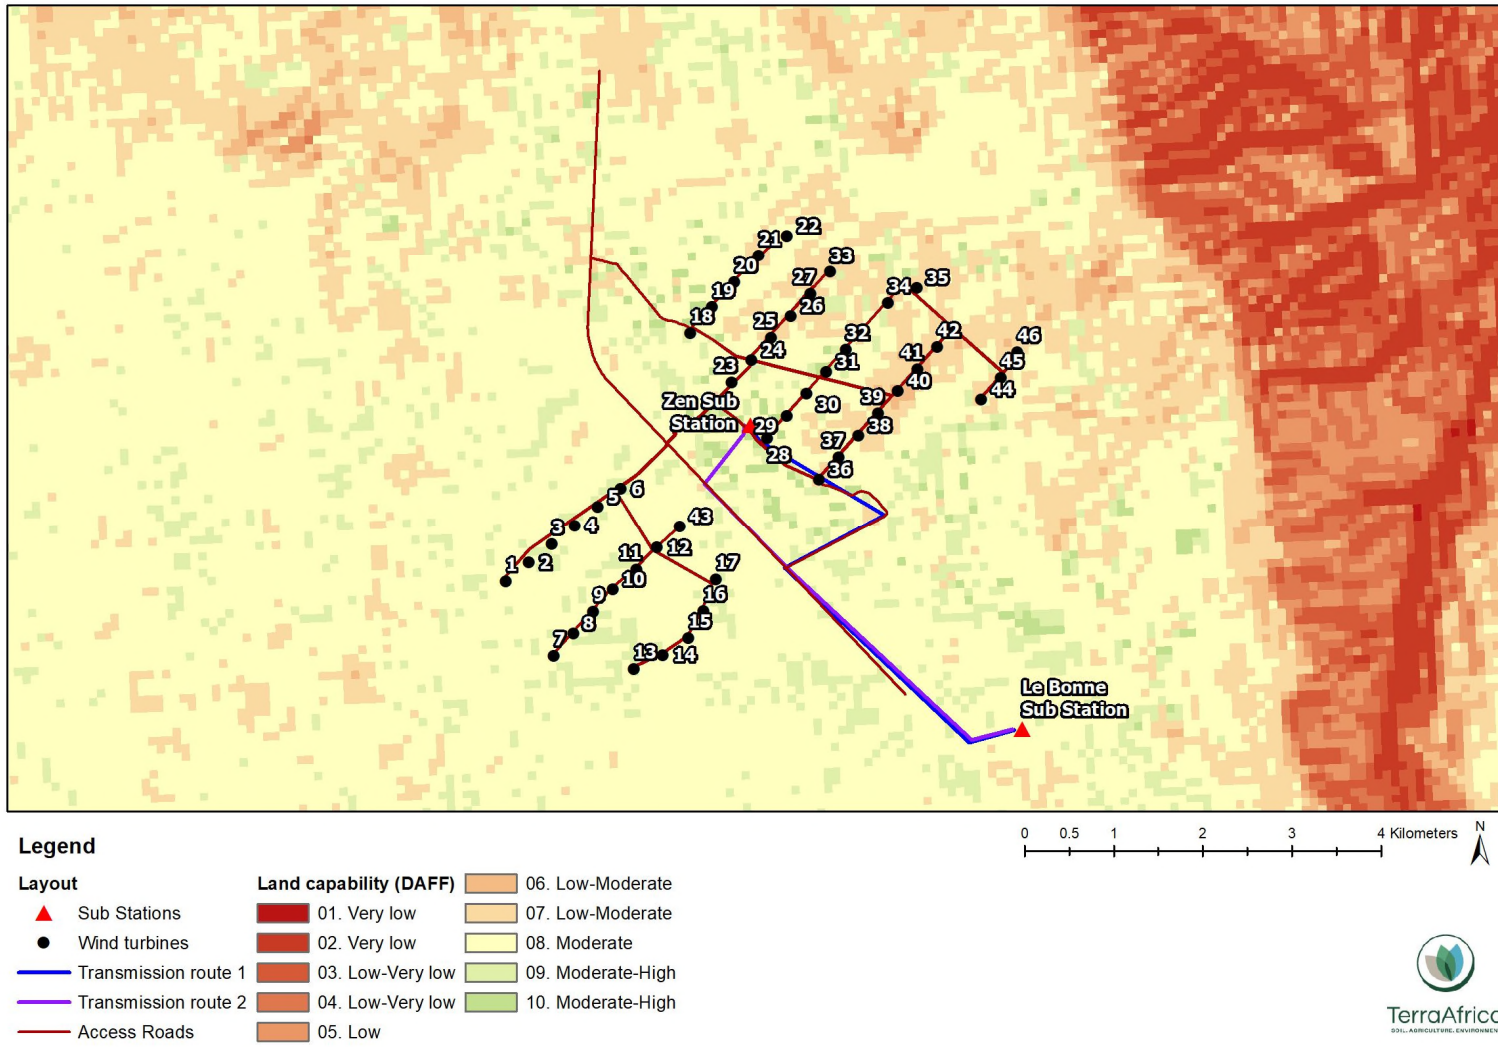 22
21
33
20
27
35
19
34
26
18
25
32
42
46
24
31
41
45
23
40
44
Zen Sub
Station
30
39
29
38
37
28
36
6
5
43
3
4
12
11
17
1
2
10
9
16
8
15
7
13
14
Le Bonne
Sub Station
0 0.5 1 2 3 4 Kilometers
N
Legend
Layout
Sub Stations
Wind turbines
Transmission route 1
Transmission route 2
Access Roads
Land capability (DAFF)
01. Very low
02. Very low
03. Low-Very low
04. Low-Very low
05. Low
06. Low-Moderate
07. Low-Moderate
08. Moderate
09. Moderate-High
10. Moderate-High
TerraAfrica
SOIL. AGRICULTURE. ENVIRONMENT